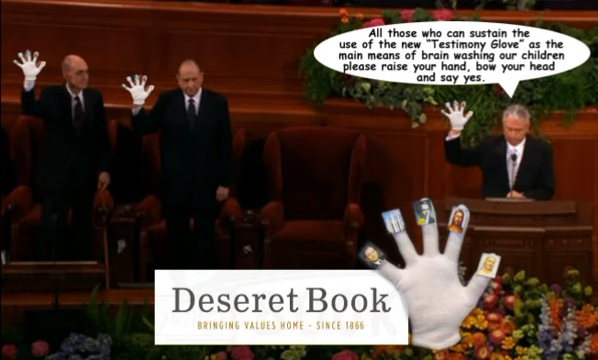 All those who can sustain the
use of the new "Testimony Glove" as the
main means of brain washing our children
please raise your hand, bow your head
and say yes.
Deseret Book
BRINGING VALUES HOME • SINCE 1866